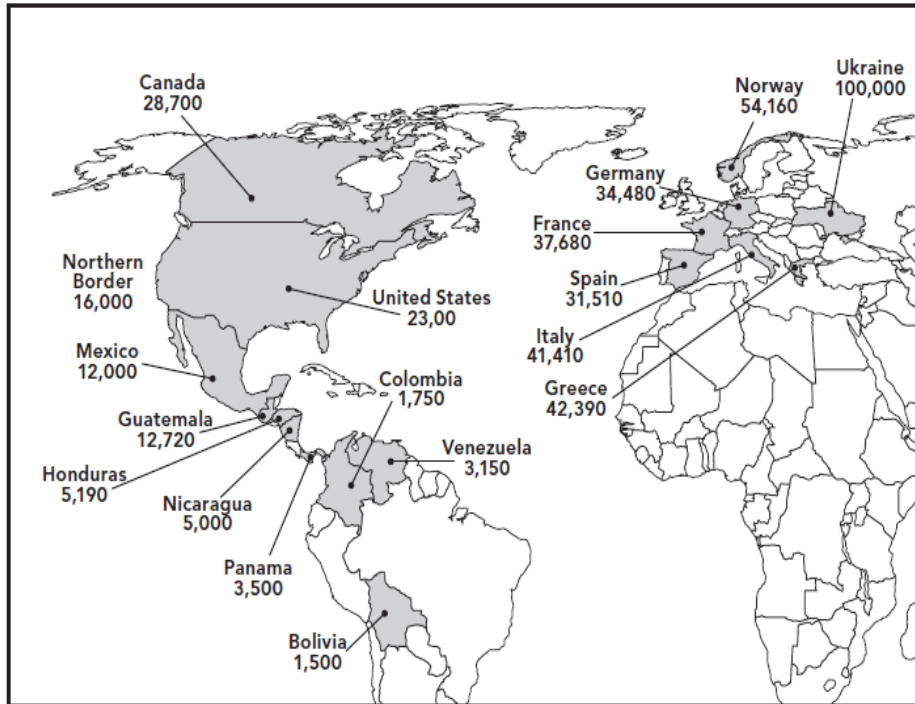 Canada
28,700
Northern
Border
16,000
United States
23,00
Mexico
12,000
Guatemala
12,720
Honduras
5,190
Nicaragua
5,000
Panama
3,500
Colombia
1,750
Venezuela
3,150
Bolivia
1,500
Norway
54,160
Ukraine
100,000
Germany
34,480
France
37,680
Spain
31,510
Italy
41,410
Greece
42,390